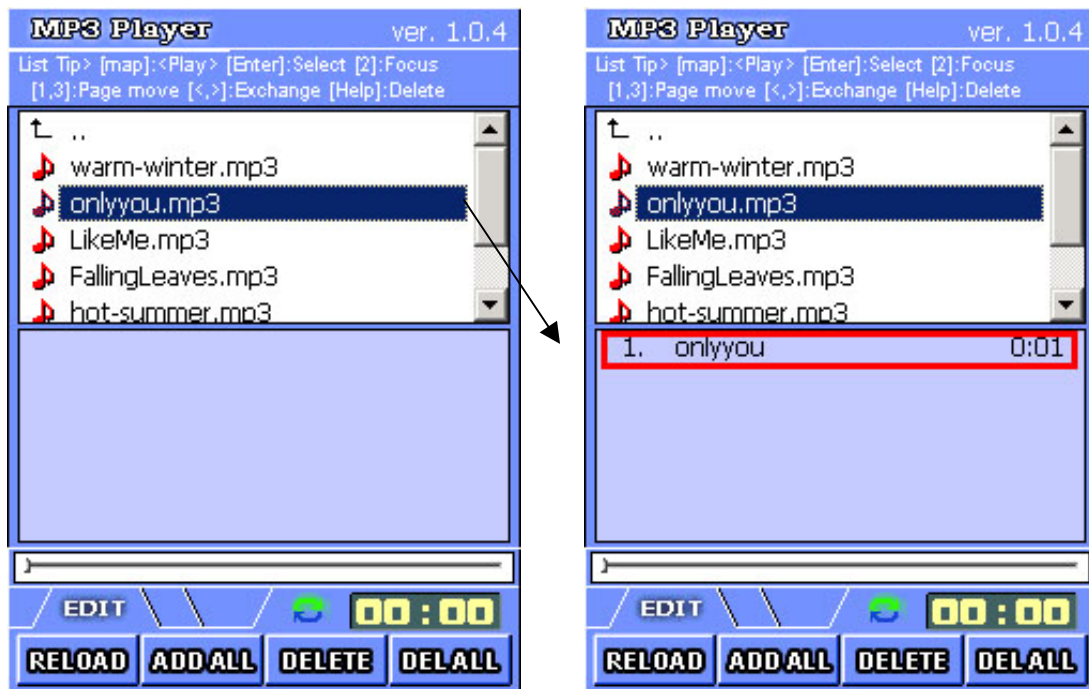 MP3 Player ver. 1.0.4
List Tip> [map]:<Play> [Enter]:Select [2]:Focus
[1,3]:Page move [<,>]:Exchange [Help]:Delete
..
warm-winter.mp3
onlyyou.mp3
LikeMe.mp3
FallingLeaves.mp3
hot-summer.mp3
EDIT 00:00
RELOAD ADD ALL DELETE DEL ALL
MP3 Player ver. 1.0.4
List Tip> [map]:<Play> [Enter]:Select [2]:Focus
[1,3]:Page move [<,>]:Exchange [Help]:Delete
..
warm-winter.mp3
onlyyou.mp3
LikeMe.mp3
FallingLeaves.mp3
hot-summer.mp3
1. onlyyou 0:01
EDIT 00:00
RELOAD ADD ALL DELETE DEL ALL